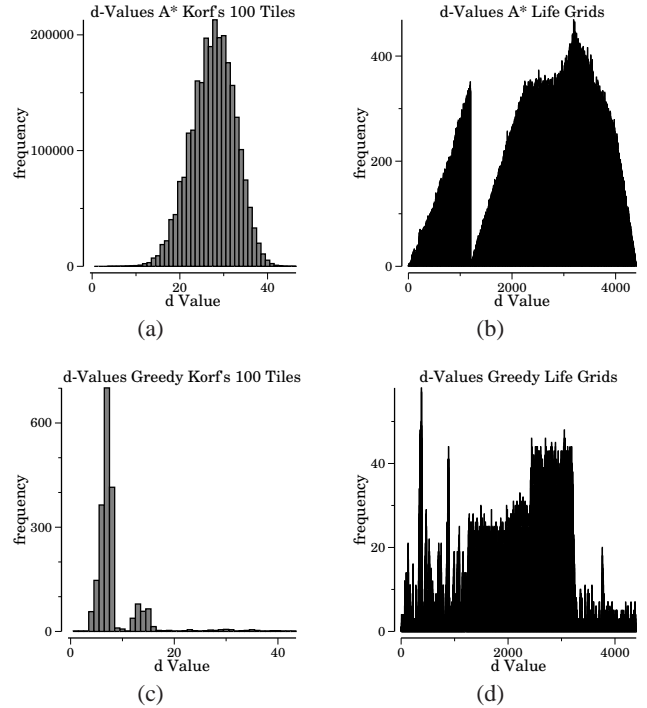 d-Values A* Korf's 100 Tiles
200000
100000
0
frequency
0 20 40
d Value
(a)
d-Values A* Life Grids
400
200
0
frequency
0 2000 4000
d Value
(b)
d-Values Greedy Korf's 100 Tiles
600
300
0
frequency
0 20 40
d Value
(c)
d-Values Greedy Life Grids
40
20
0
frequency
0 2000 4000
d Value
(d)